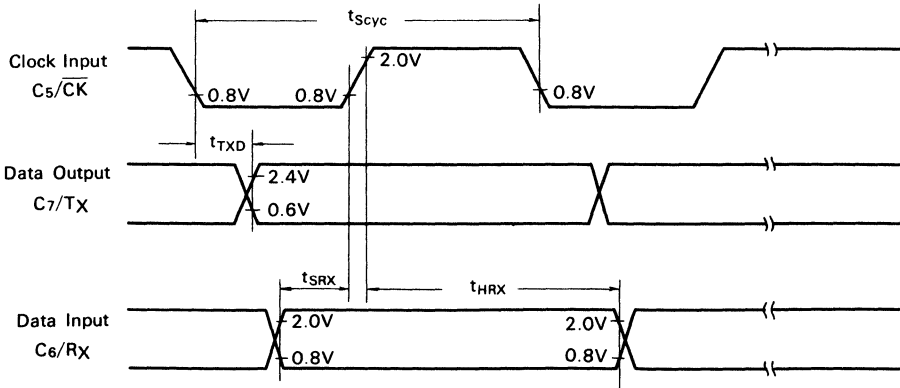 tScyc
Clock Input
C5/C̅K̅
0.8V
0.8V
2.0V
0.8V
tTXD
Data Output
C7/TX
2.4V
0.6V
tSRX
tHRX
Data Input
C6/RX
2.0V
0.8V
2.0V
0.8V